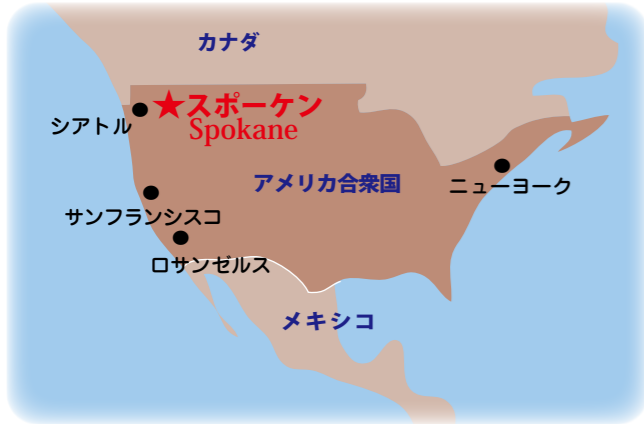 カナダ
★スポーケン
Spokane
シアトル
アメリカ合衆国
ニューヨーク
サンフランシスコ
ロサンゼルス
メキシコ